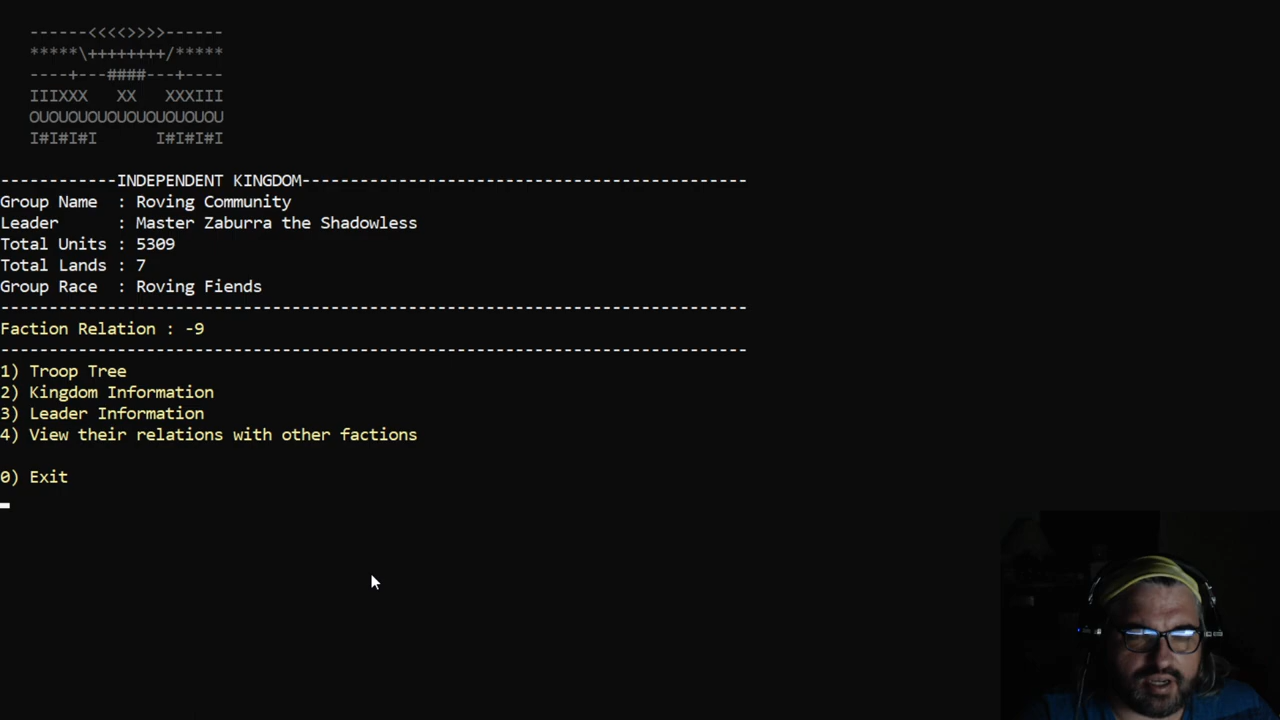 ------<<<<>>>>------
*****\++++++++/*****
----+---####---+----
IIIXXX   XX   XXXIII
OUOUOUOUOUOUOUOUOUOU
I#I#I#I      I#I#I#I
------------INDEPENDENT KINGDOM----------------------------------------------
Group Name  : Roving Community
Leader      : Master Zaburra the Shadowless
Total Units : 5309
Total Lands : 7
Group Race  : Roving Fiends
-----------------------------------------------------------------------------
Faction Relation : -9
-----------------------------------------------------------------------------
1) Troop Tree
2) Kingdom Information
3) Leader Information
4) View their relations with other factions
0) Exit